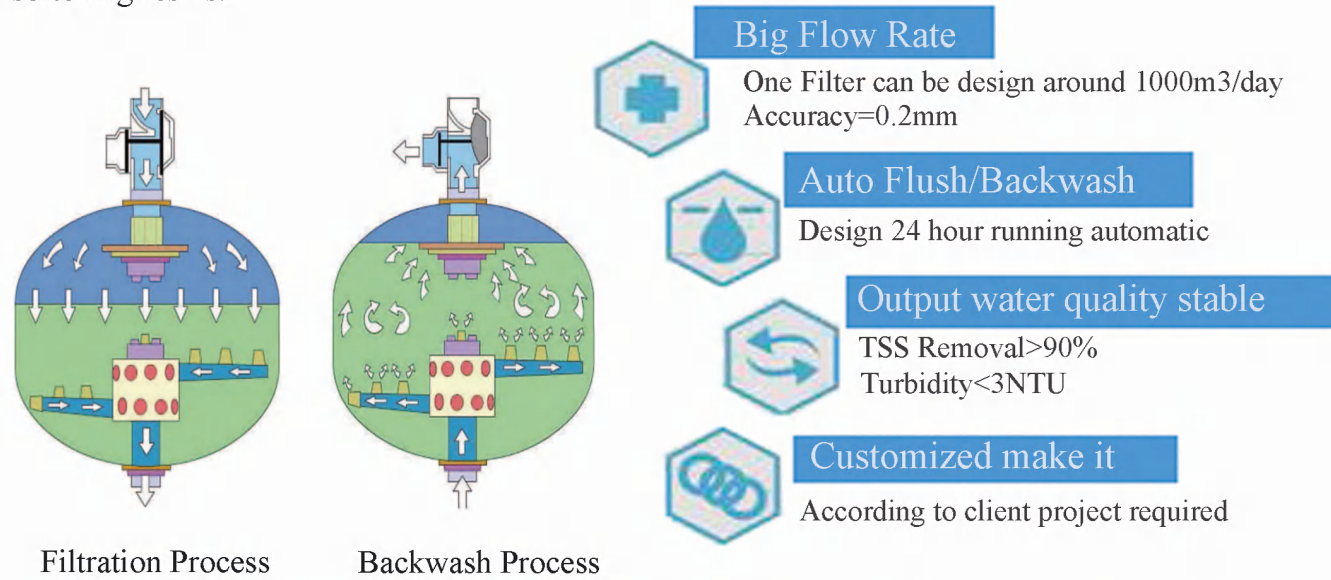 Big Flow Rate
One Filter can be design around 1000m3/day
Accuracy=0.2mm
Auto Flush/Backwash
Design 24 hour running automatic
Output water quality stable
TSS Removal>90%
Turbidity<3NTU
Customized make it
According to client project required
Filtration Process
Backwash Process